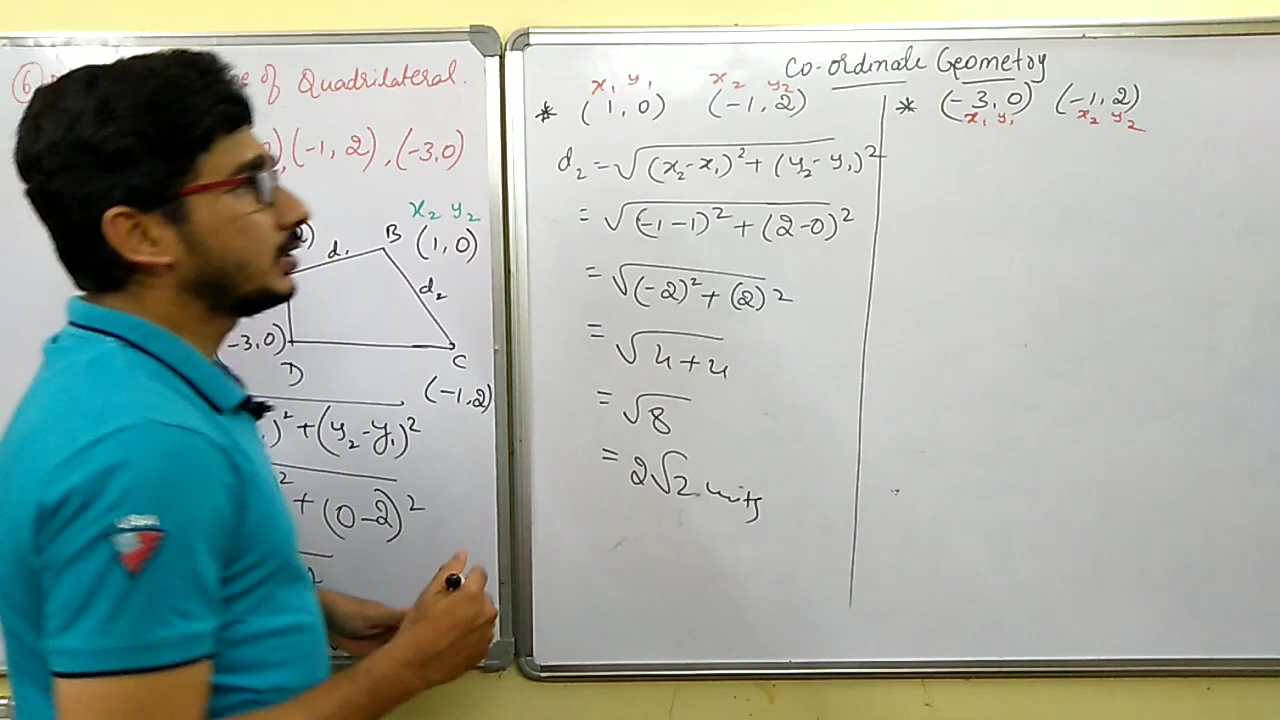 ⑥ of Quadrilateral.
, (-1, 2), (-3,0)
x₂ y₂
d₁ B (1, 0)
d₂
-3,0)
D C
(-1,2)
)² + (y₂-y₁)²
² + (0-2)²
Co-ordinate Geometry
x₁ y₁ x₂ y₂
* (1, 0) (-1, 2)
d₂ = √(x₂-x₁)² + (y₂-y₁)²
= √(-1-1)² + (2-0)²
= √(-2)² + (2)²
= √4+4
= √8
= 2√2 units
* (-3,0) (-1,2)
x₁ y₁ x₂ y₂